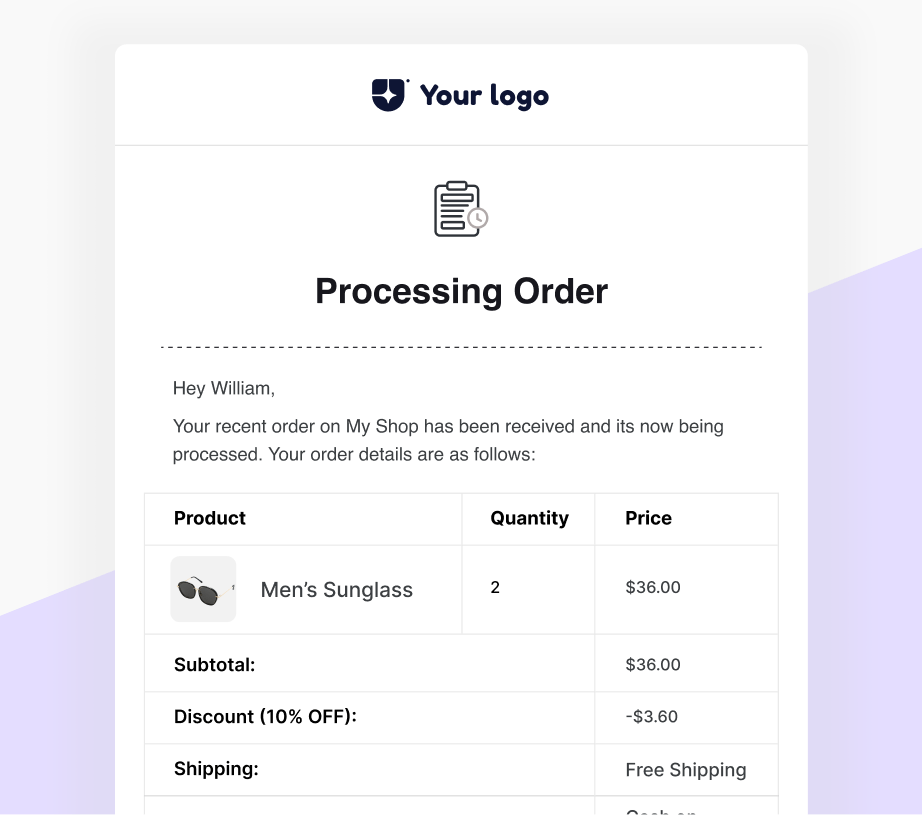 Your logo
Processing Order
Hey William,
Your recent order on My Shop has been received and its now being
processed. Your order details are as follows:
Product Quantity Price
Men’s Sunglass 2 $36.00
Subtotal: $36.00
Discount (10% OFF): -$3.60
Shipping: Free Shipping